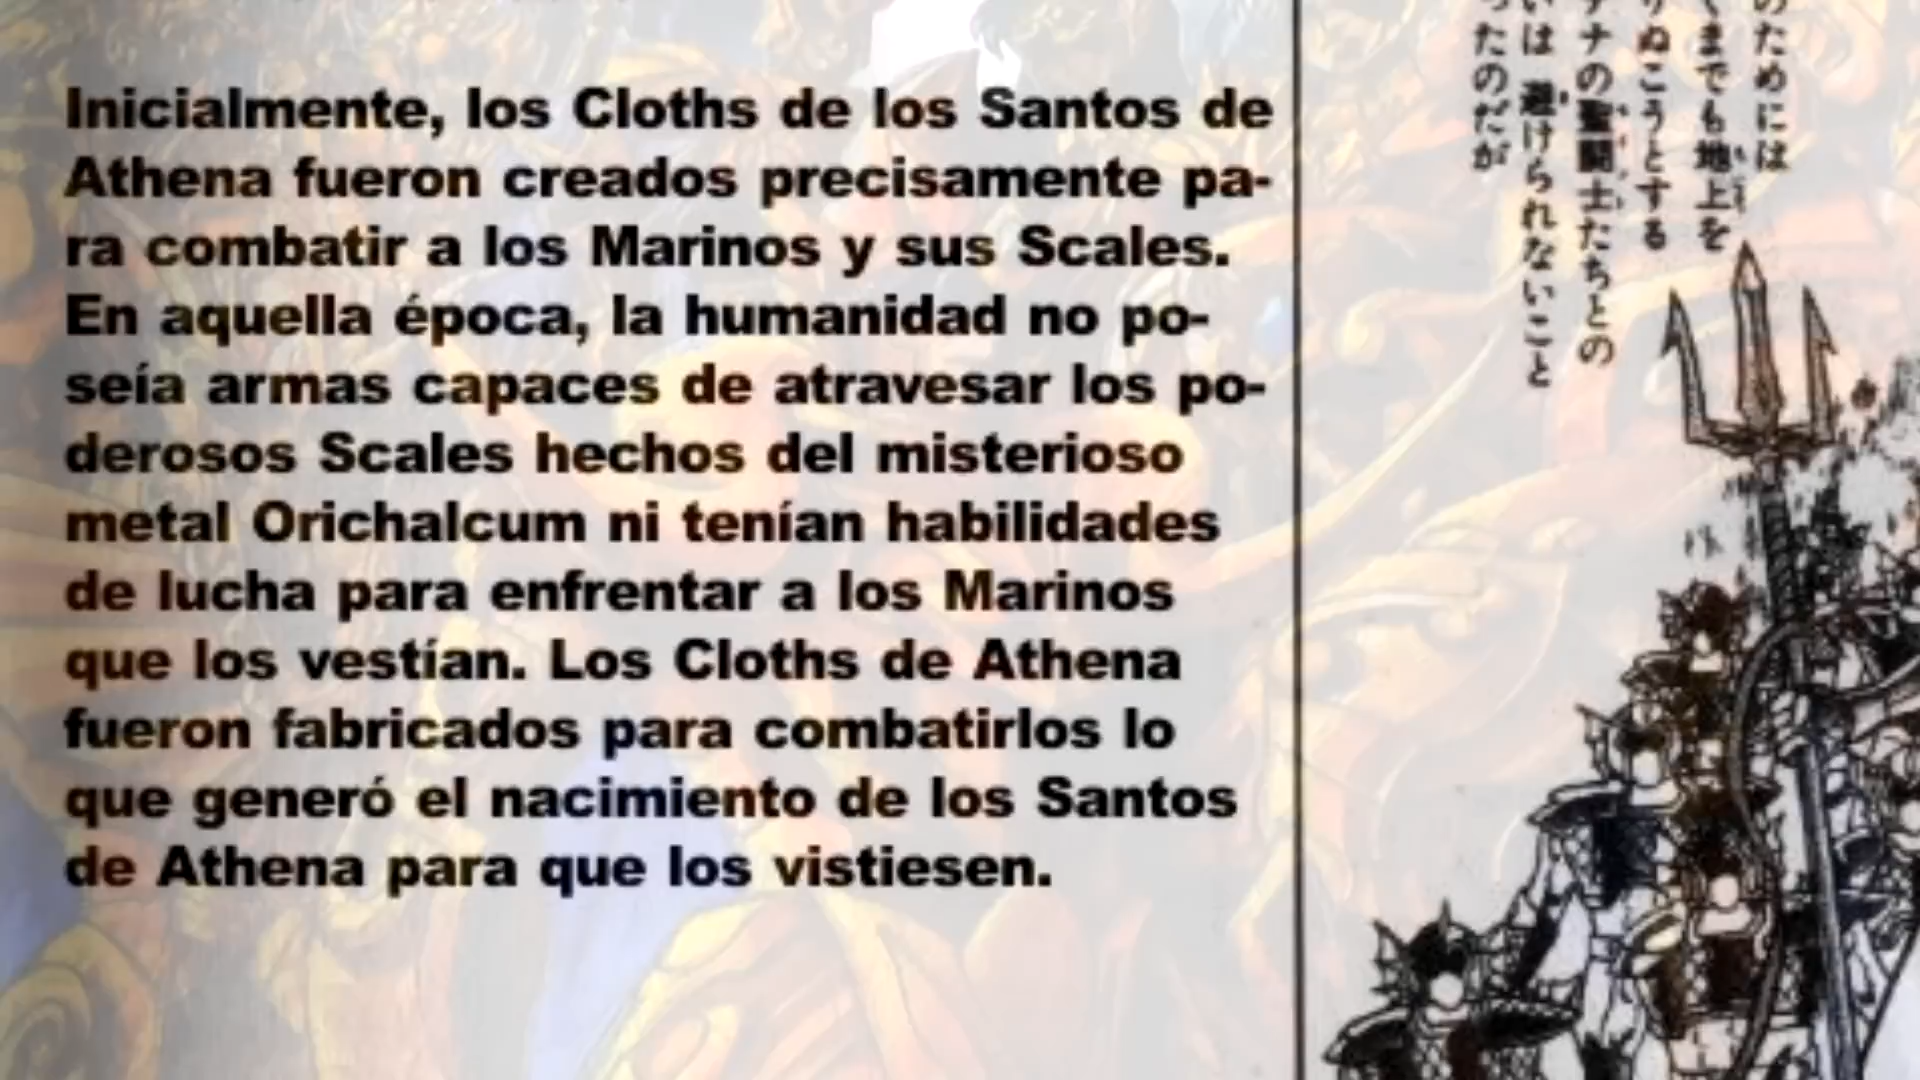 Inicialmente, los Cloths de los Santos de
Athena fueron creados precisamente pa-
ra combatir a los Marinos y sus Scales.
En aquella época, la humanidad no po-
seía armas capaces de atravesar los po-
derosos Scales hechos del misterioso
metal Orichalcum ni tenían habilidades
de lucha para enfrentar a los Marinos
que los vestían. Los Cloths de Athena
fueron fabricados para combatirlos lo
que generó el nacimiento de los Santos
de Athena para que los vistiesen.
のためには
までも地上を
ぬこうとする
ナの聖闘士たちとの
は 避けられないこと
たのだが